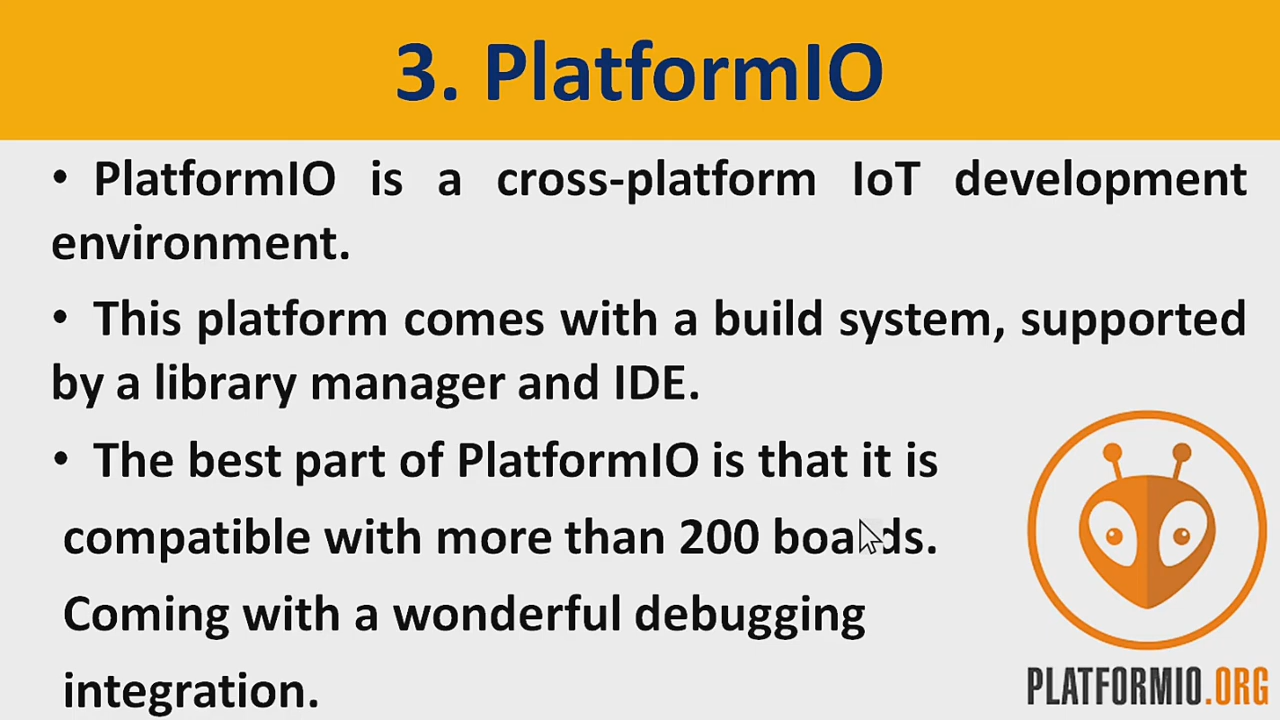 3. PlatformIO
• PlatformIO is a cross-platform IoT development
environment.
• This platform comes with a build system, supported
by a library manager and IDE.
• The best part of PlatformIO is that it is
compatible with more than 200 boards.
Coming with a wonderful debugging
integration.
PLATFORMIO.ORG